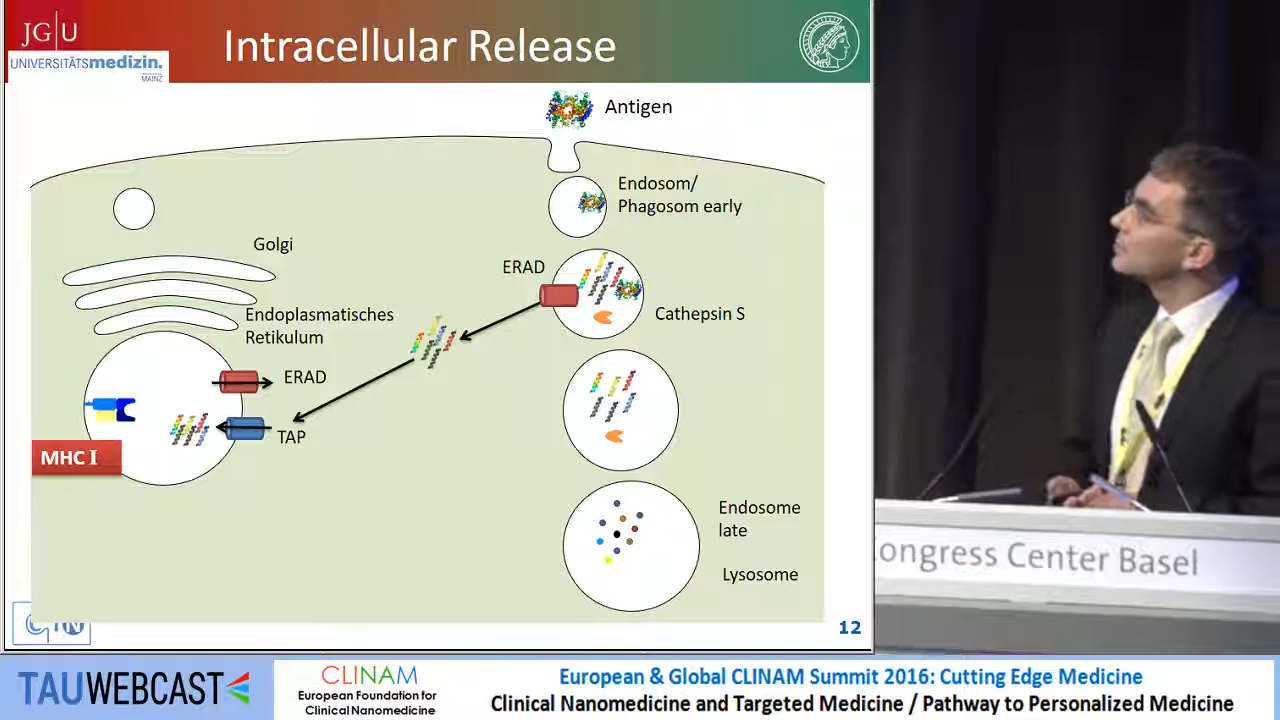 JG|U
UNIVERSITÄTSmedizin.
MAINZ
Intracellular Release
Antigen
Endosom/
Phagosom early
Golgi
ERAD
Endoplasmatisches
Retikulum
Cathepsin S
ERAD
TAP
MHC I
Endosome
late
Lysosome
12
ongress Center Basel
TAUWEBCAST
CLINAM
European Foundation for
Clinical Nanomedicine
European & Global CLINAM Summit 2016: Cutting Edge Medicine
Clinical Nanomedicine and Targeted Medicine / Pathway to Personalized Medicine